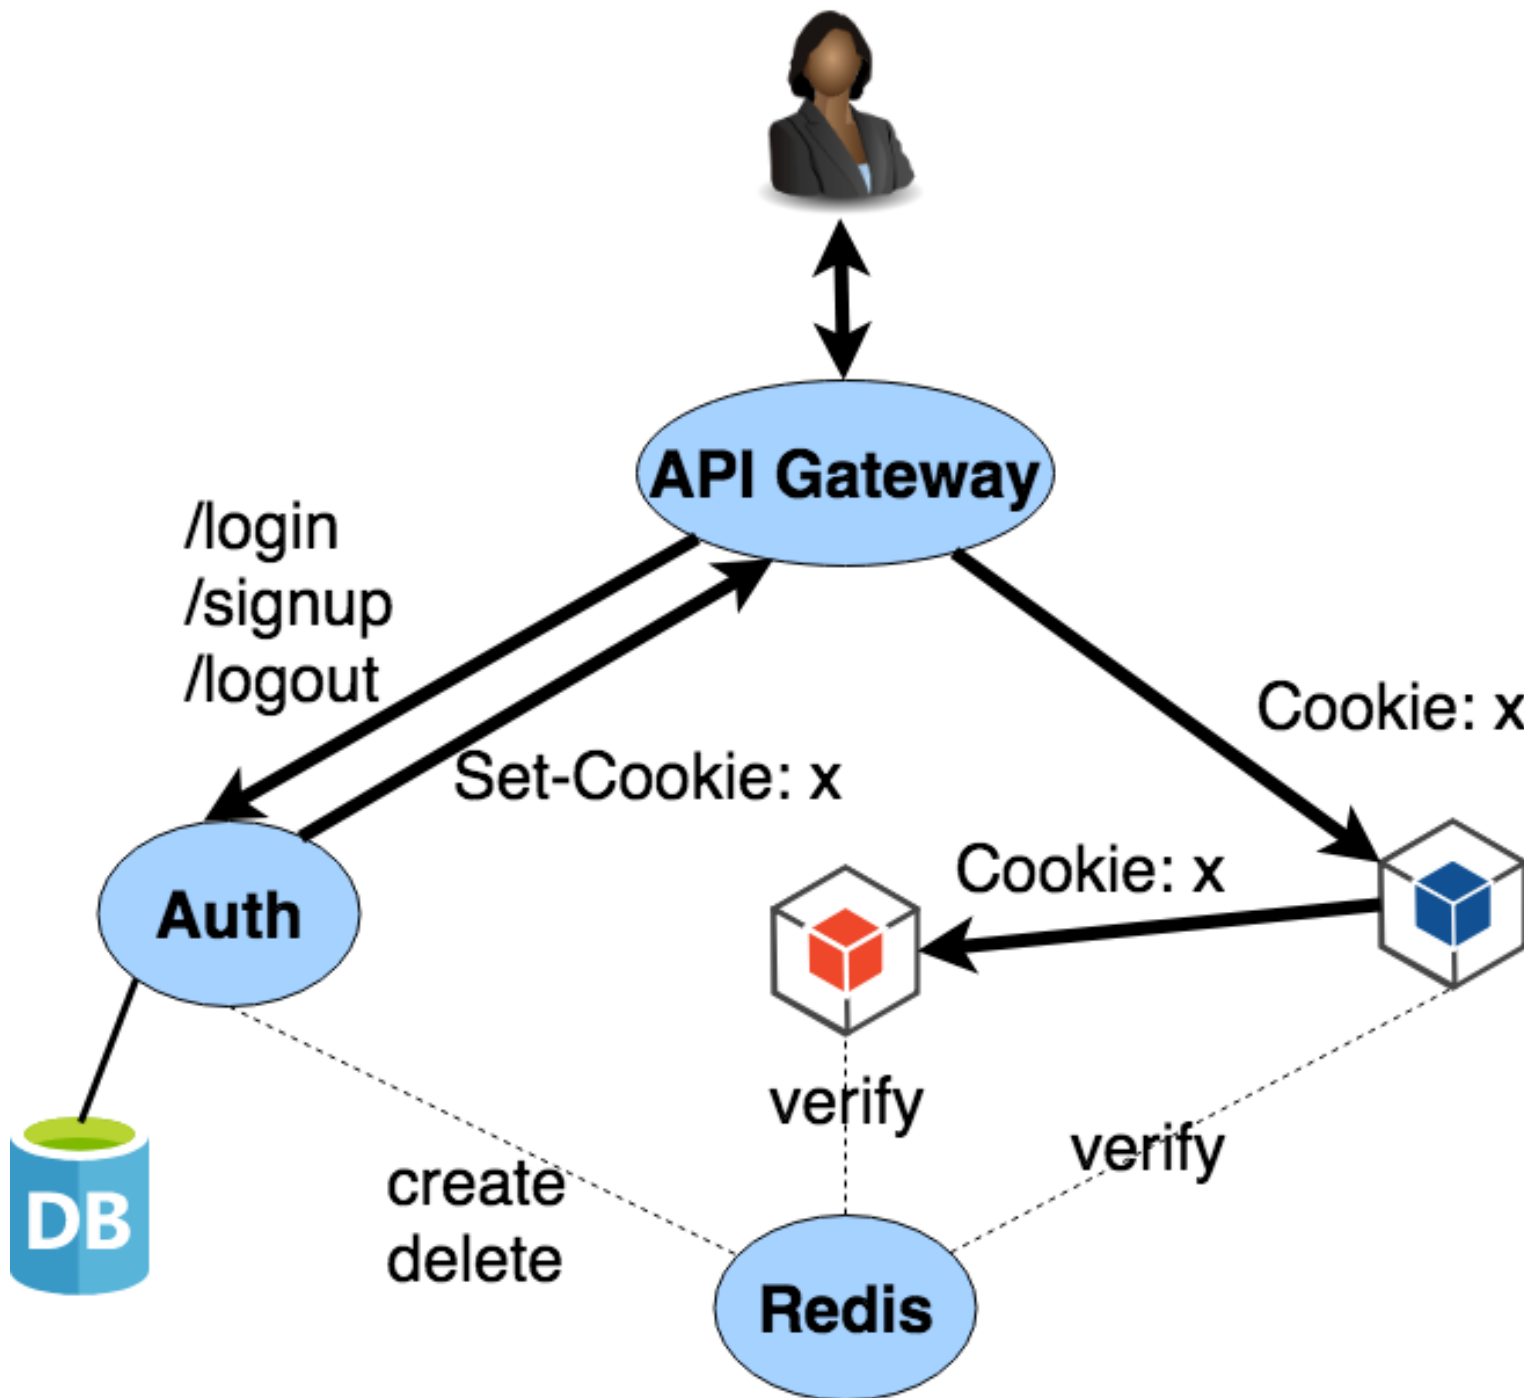 API Gateway
/login
/signup
/logout
Set-Cookie: x
Cookie: x
Cookie: x
Auth
verify
verify
create
delete
DB
Redis